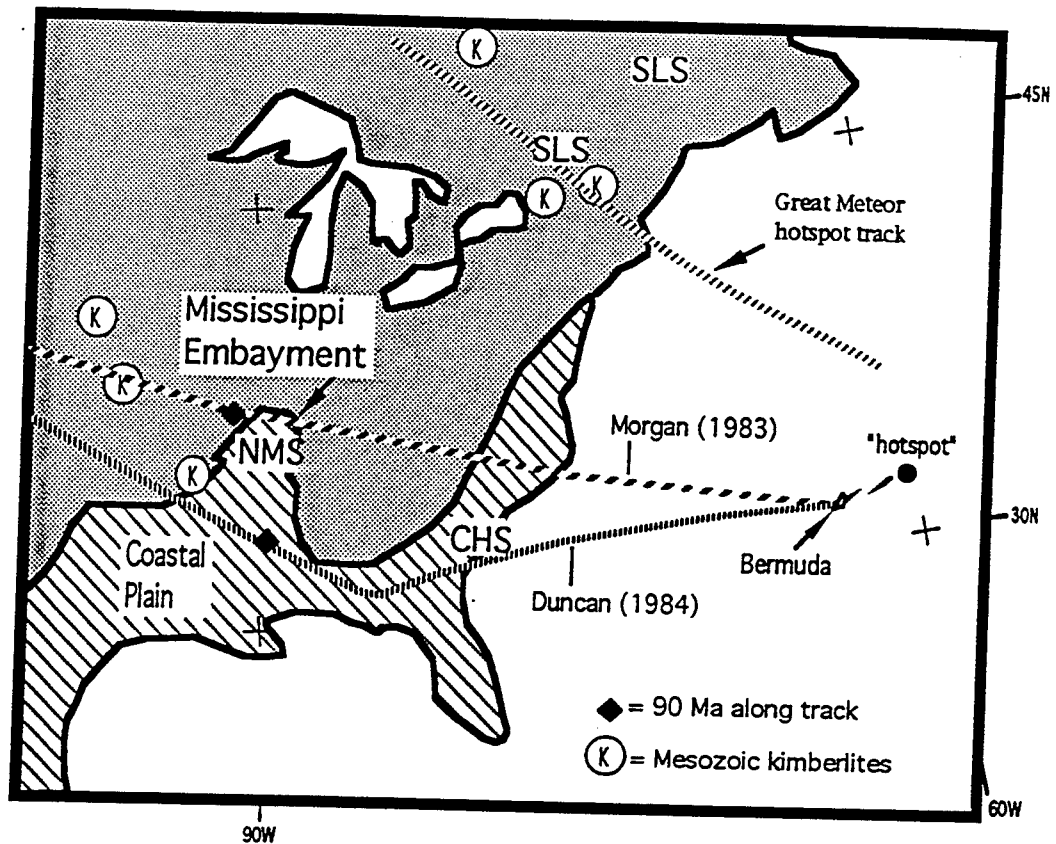 K
SLS
45N
SLS
K
K
Great Meteor
hotspot track
Mississippi
Embayment
K
K
Morgan (1983)
"hotspot"
NMS
K
CHS
30N
Coastal
Plain
Bermuda
Duncan (1984)
= 90 Ma along track
K = Mesozoic kimberlites
60W
90W